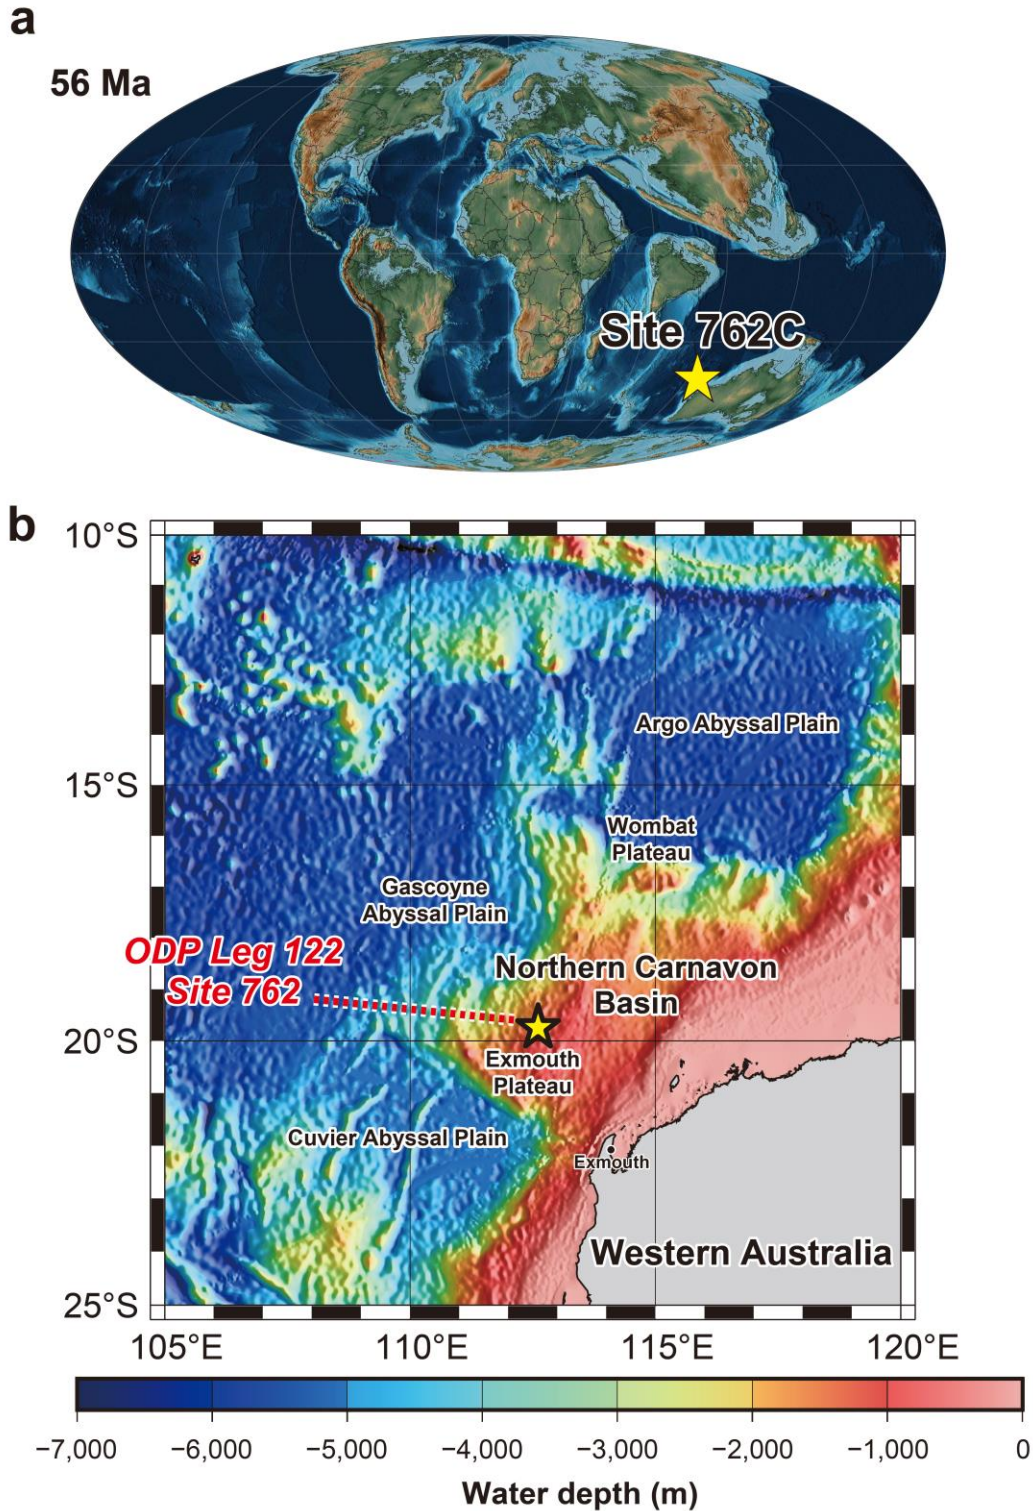 a
56 Ma
Site 762C
b
10°S
15°S
20°S
25°S
Argo Abyssal Plain
Wombat
Plateau
Gascoyne
Abyssal Plain
ODP Leg 122
Site 762
Northern Carnavon
Basin
Exmouth
Plateau
Cuvier Abyssal Plain
Exmouth
Western Australia
105°E
110°E
115°E
120°E
−7,000
−6,000
−5,000
−4,000
−3,000
−2,000
−1,000
0
Water depth (m)